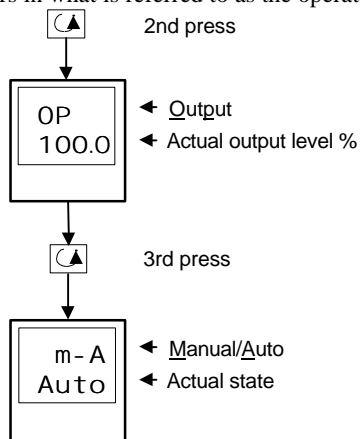 ers in what is referred to as the operat
2nd press
OP
Output
100.0
Actual output level %
3rd press
m-A
Manual/Auto
Auto
Actual state